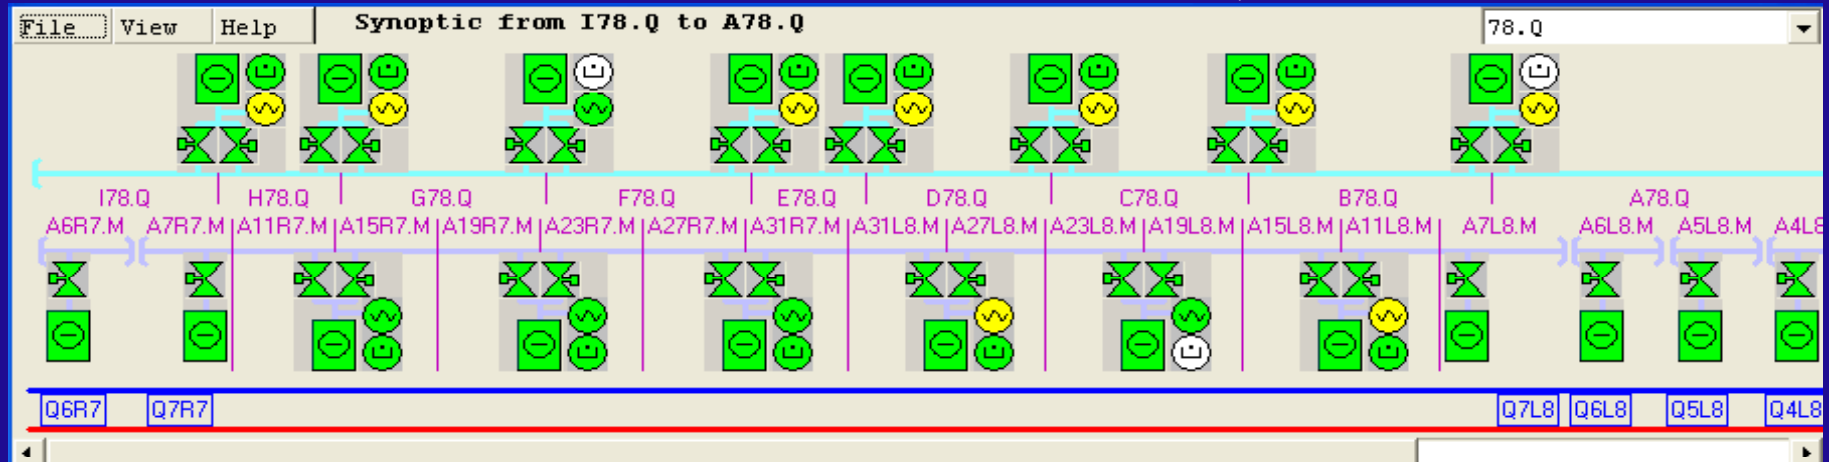 File View Help Synoptic from I78.Q to A78.Q 78.Q
I78.Q H78.Q G78.Q F78.Q E78.Q D78.Q C78.Q B78.Q A78.Q
A6R7.M A7R7.M A11R7.M A15R7.M A19R7.M A23R7.M A27R7.M A31R7.M A31L8.M A27L8.M A23L8.M A19L8.M A15L8.M A11L8.M A7L8.M A6L8.M A5L8.M A4L8
Q6R7 Q7R7 Q7L8 Q6L8 Q5L8 Q4L8